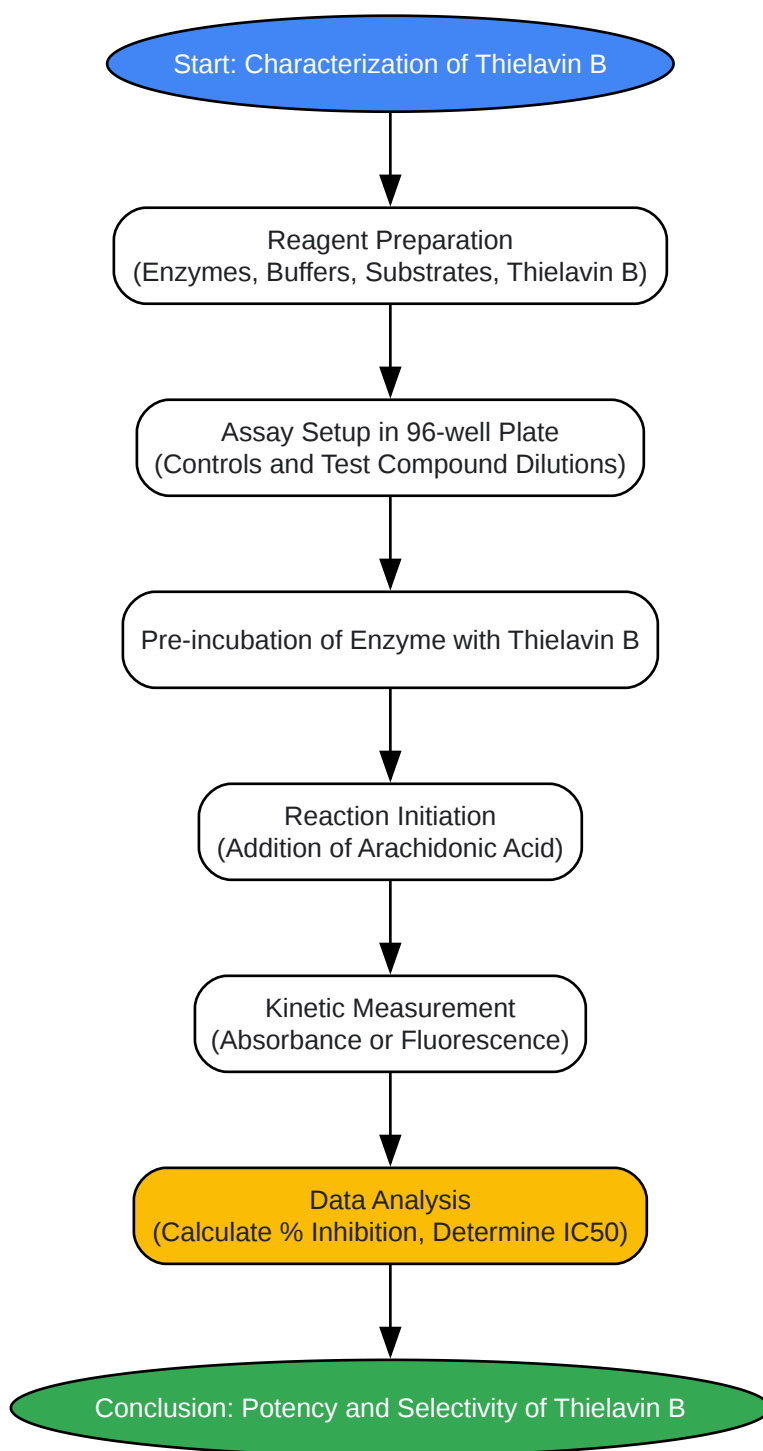 Start: Characterization of Thielavin B
Reagent Preparation
(Enzymes, Buffers, Substrates, Thielavin B)
Assay Setup in 96-well Plate
(Controls and Test Compound Dilutions)
Pre-incubation of Enzyme with Thielavin B
Reaction Initiation
(Addition of Arachidonic Acid)
Kinetic Measurement
(Absorbance or Fluorescence)
Data Analysis
(Calculate % Inhibition, Determine IC50)
Conclusion: Potency and Selectivity of Thielavin B